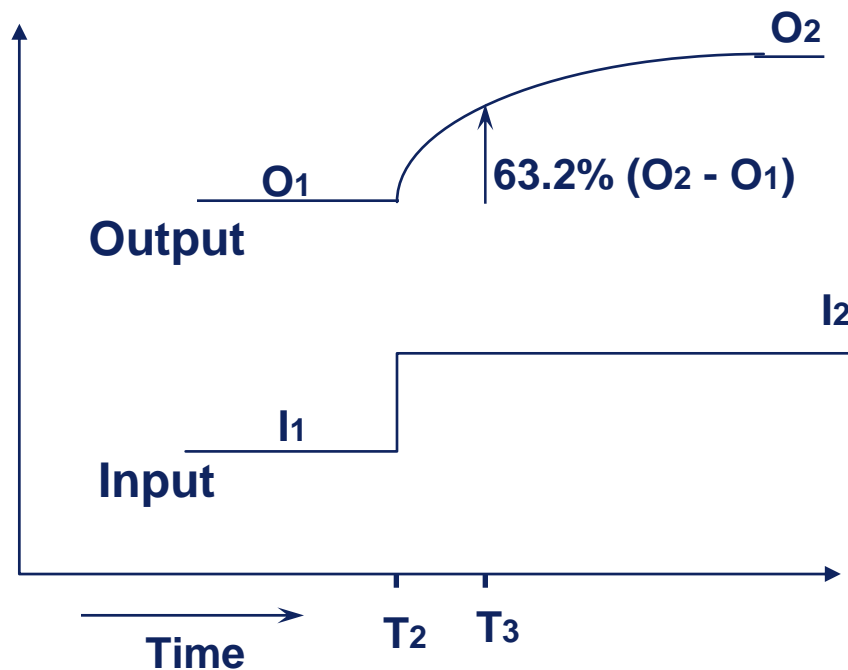 O2
O1
63.2% (O2 - O1)
Output
I2
I1
Input
T2
T3
Time